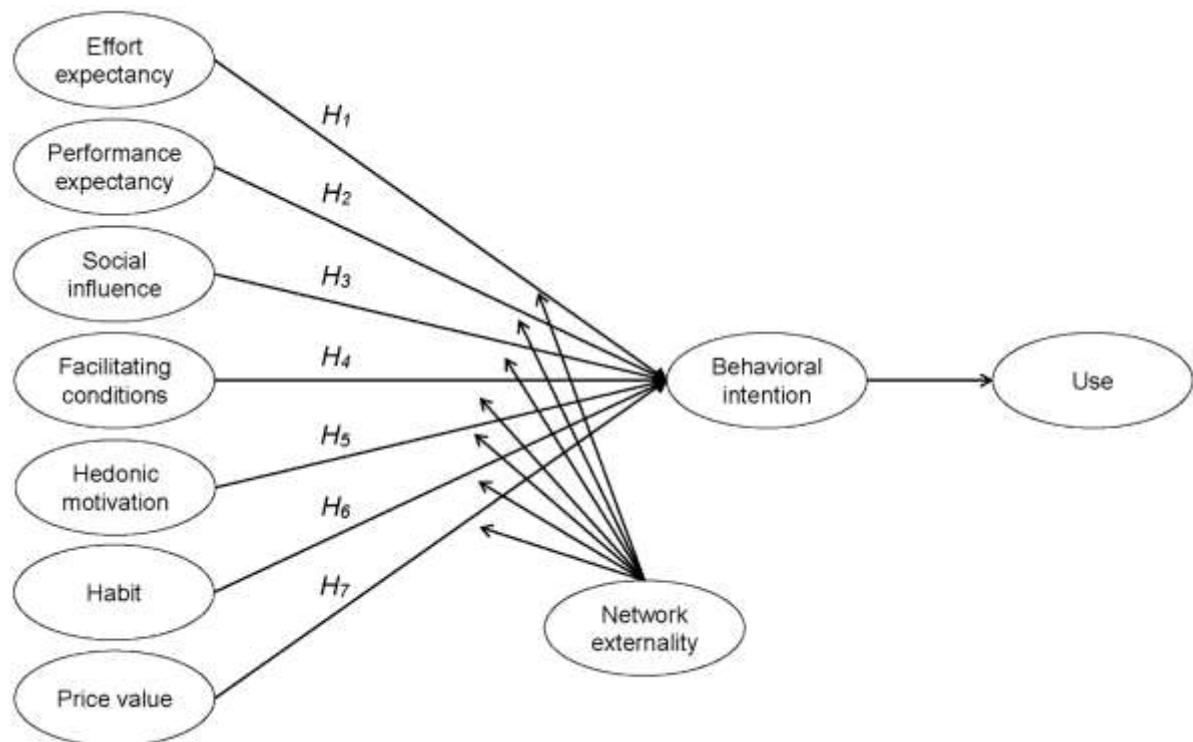 Effort
expectancy
H1
Performance
expectancy
H2
Social
influence
H3
Facilitating
conditions
H4
Behavioral
intention
Use
Hedonic
motivation
H5
Habit
H6
H7
Network
externality
Price value